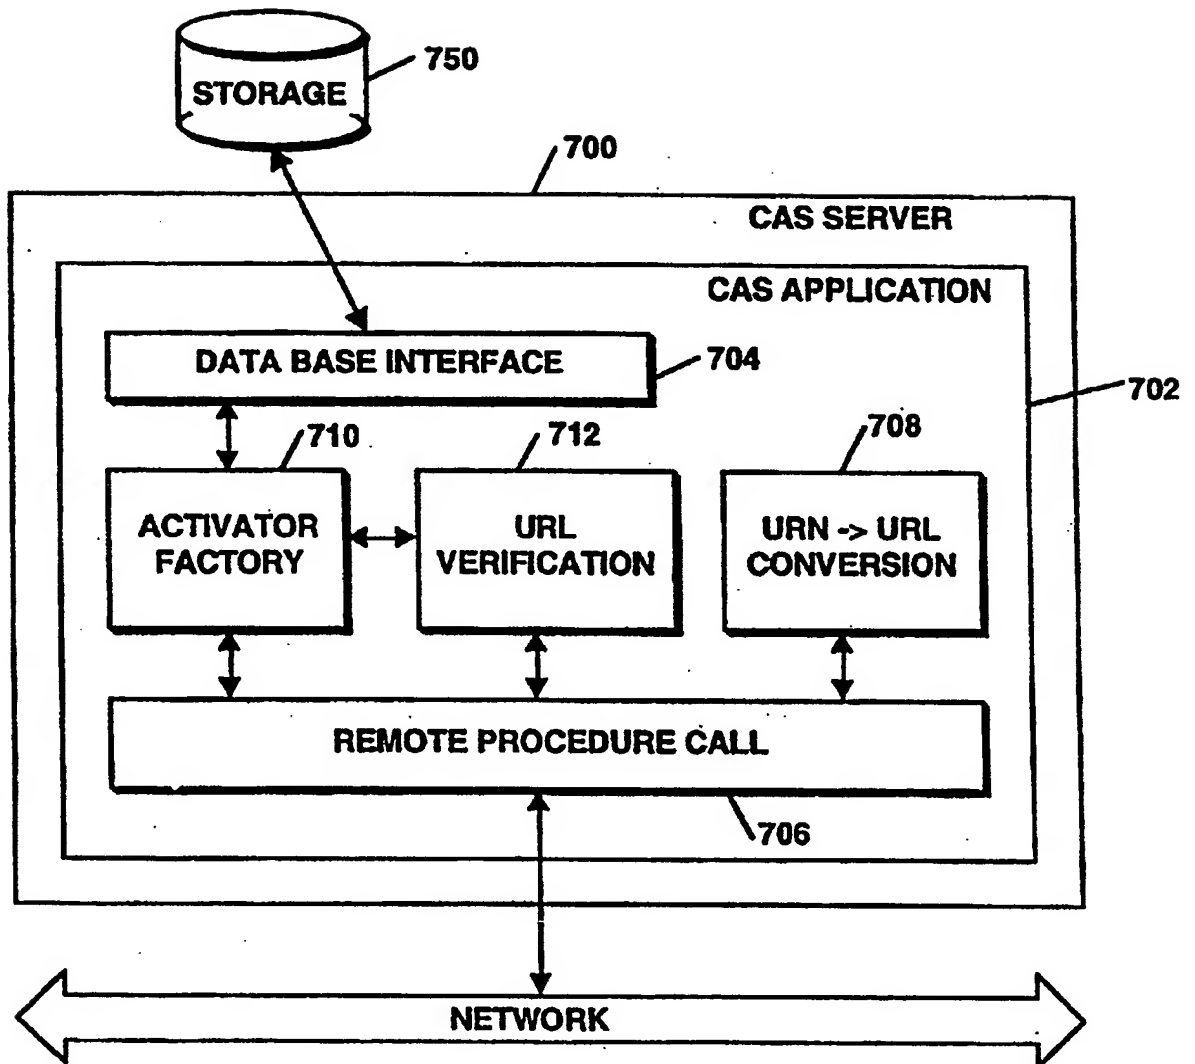 STORAGE
750
700
CAS SERVER
CAS APPLICATION
DATA BASE INTERFACE
704
702
710
712
708
ACTIVATOR
FACTORY
URL
VERIFICATION
URN -> URL
CONVERSION
REMOTE PROCEDURE CALL
706
NETWORK